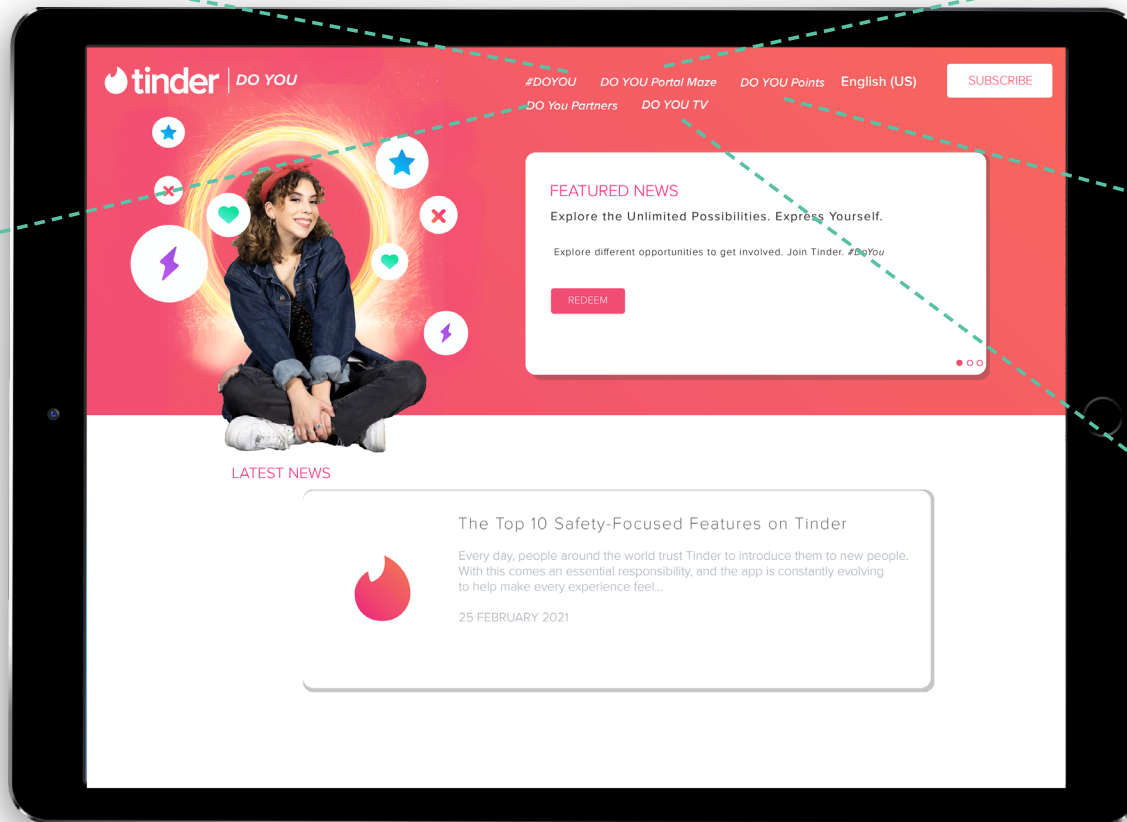 tinder | DO YOU
#DOYOU DO YOU Portal Maze DO YOU Points English (US) SUBSCRIBE
DO You Partners DO YOU TV
FEATURED NEWS
Explore the Unlimited Possibilities. Express Yourself.
Explore different opportunities to get involved. Join Tinder. #DoYou
REDEEM
LATEST NEWS
The Top 10 Safety-Focused Features on Tinder
Every day, people around the world trust Tinder to introduce them to new people.
With this comes an essential responsibility, and the app is constantly evolving
to help make every experience feel...
25 FEBRUARY 2021